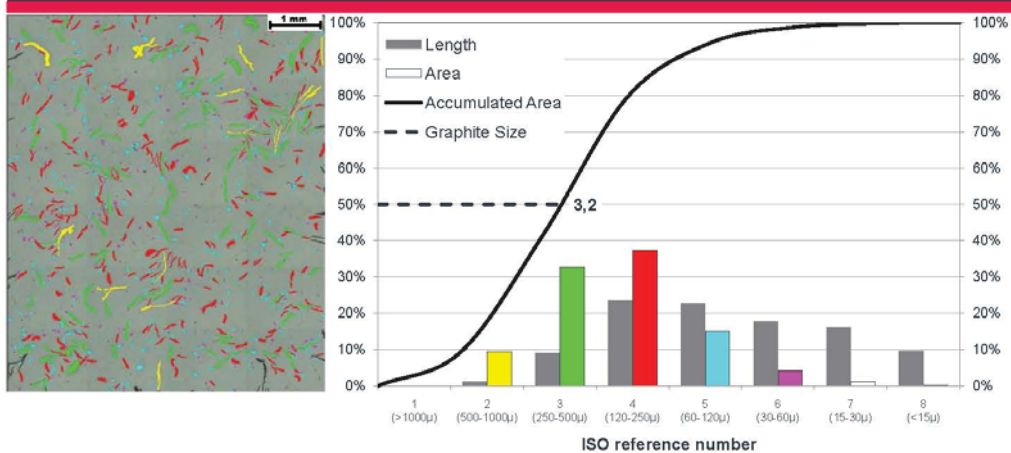 1 mm
100%
90%
80%
70%
60%
50%
40%
30%
20%
10%
0%
Length
Area
Accumulated Area
Graphite Size
3,2
100%
90%
80%
70%
60%
50%
40%
30%
20%
10%
0%
1 2 3 4 5 6 7 8
(>1000µ) (500-1000µ) (250-500µ) (120-250µ) (60-120µ) (30-60µ) (15-30µ) (<15µ)
ISO reference number